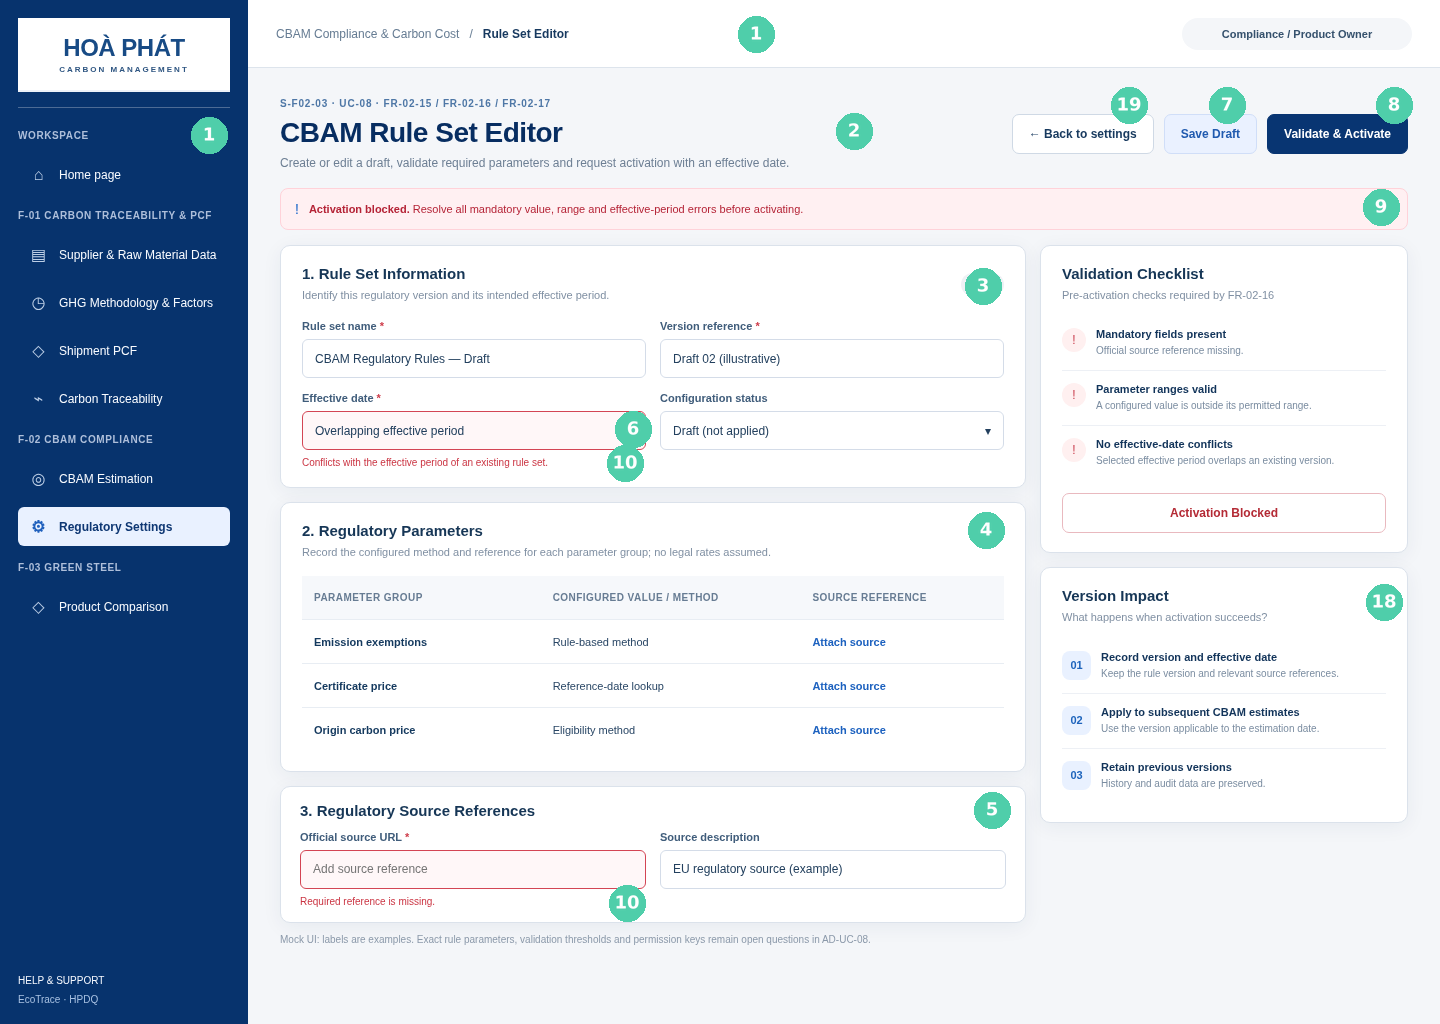 HOÀ PHÁT
CARBON MANAGEMENT
WORKSPACE
1
⌂ Home page
F-01 CARBON TRACEABILITY & PCF
▤ Supplier & Raw Material Data
◷ GHG Methodology & Factors
◇ Shipment PCF
⌁ Carbon Traceability
F-02 CBAM COMPLIANCE
◎ CBAM Estimation
⚙ Regulatory Settings
F-03 GREEN STEEL
◇ Product Comparison
HELP & SUPPORT
EcoTrace · HPDQ
CBAM Compliance & Carbon Cost / Rule Set Editor
1
Compliance / Product Owner
S-F02-03 · UC-08 · FR-02-15 / FR-02-16 / FR-02-17
CBAM Rule Set Editor
2
Create or edit a draft, validate required parameters and request activation with an effective date.
19
7
8
← Back to settings
Save Draft
Validate & Activate
! Activation blocked. Resolve all mandatory value, range and effective-period errors before activating.
9
1. Rule Set Information
Identify this regulatory version and its intended effective period.
3
Rule set name *
CBAM Regulatory Rules — Draft
Version reference *
Draft 02 (illustrative)
Effective date *
Overlapping effective period
6
Conflicts with the effective period of an existing rule set.
10
Configuration status
Draft (not applied) ▾
2. Regulatory Parameters
Record the configured method and reference for each parameter group; no legal rates assumed.
4
PARAMETER GROUP CONFIGURED VALUE / METHOD SOURCE REFERENCE
Emission exemptions Rule-based method Attach source
Certificate price Reference-date lookup Attach source
Origin carbon price Eligibility method Attach source
3. Regulatory Source References
5
Official source URL *
Add source reference
Required reference is missing.
10
Source description
EU regulatory source (example)
Mock UI: labels are examples. Exact rule parameters, validation thresholds and permission keys remain open questions in AD-UC-08.
Validation Checklist
Pre-activation checks required by FR-02-16
! Mandatory fields present
Official source reference missing.
! Parameter ranges valid
A configured value is outside its permitted range.
! No effective-date conflicts
Selected effective period overlaps an existing version.
Activation Blocked
Version Impact
18
What happens when activation succeeds?
01 Record version and effective date
Keep the rule version and relevant source references.
02 Apply to subsequent CBAM estimates
Use the version applicable to the estimation date.
03 Retain previous versions
History and audit data are preserved.